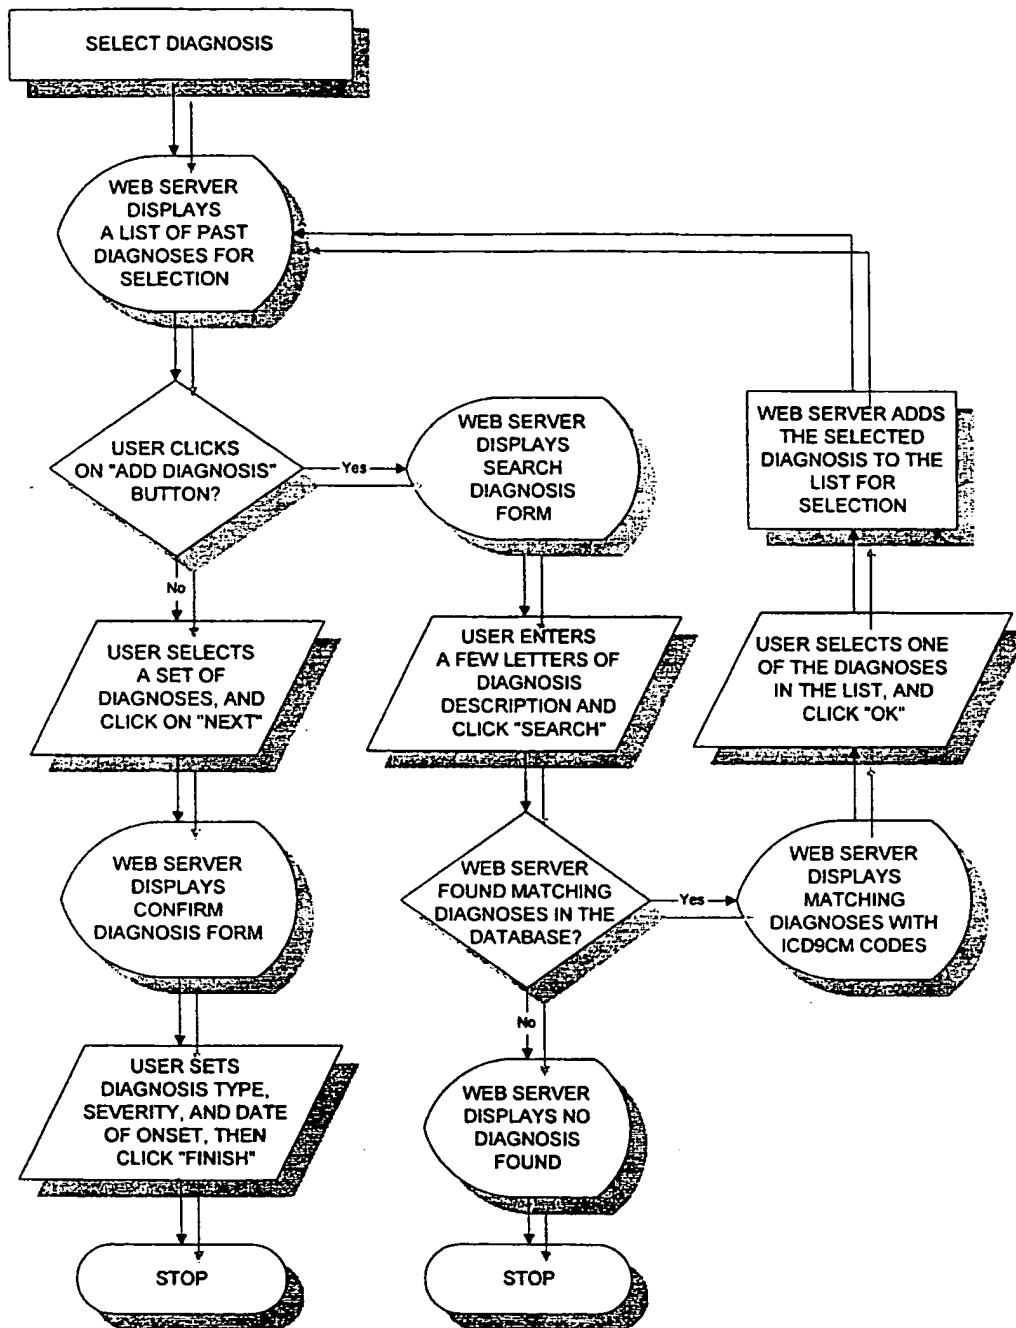 SELECT DIAGNOSIS
WEB SERVER
DISPLAYS
A LIST OF PAST
DIAGNOSES FOR
SELECTION
USER CLICKS
ON "ADD DIAGNOSIS"
BUTTON?
Yes
No
WEB SERVER
DISPLAYS
SEARCH
DIAGNOSIS
FORM
WEB SERVER ADDS
THE SELECTED
DIAGNOSIS TO THE
LIST FOR
SELECTION
USER SELECTS
A SET OF
DIAGNOSES, AND
CLICK ON "NEXT"
USER ENTERS
A FEW LETTERS OF
DIAGNOSIS
DESCRIPTION AND
CLICK "SEARCH"
USER SELECTS ONE
OF THE DIAGNOSES
IN THE LIST, AND
CLICK "OK"
WEB SERVER
DISPLAYS
CONFIRM
DIAGNOSIS FORM
WEB SERVER
FOUND MATCHING
DIAGNOSES IN THE
DATABASE?
Yes
No
WEB SERVER
DISPLAYS
MATCHING
DIAGNOSES WITH
ICD9CM CODES
USER SETS
DIAGNOSIS TYPE,
SEVERITY, AND DATE
OF ONSET, THEN
CLICK "FINISH"
WEB SERVER
DISPLAYS NO
DIAGNOSIS
FOUND
STOP
STOP